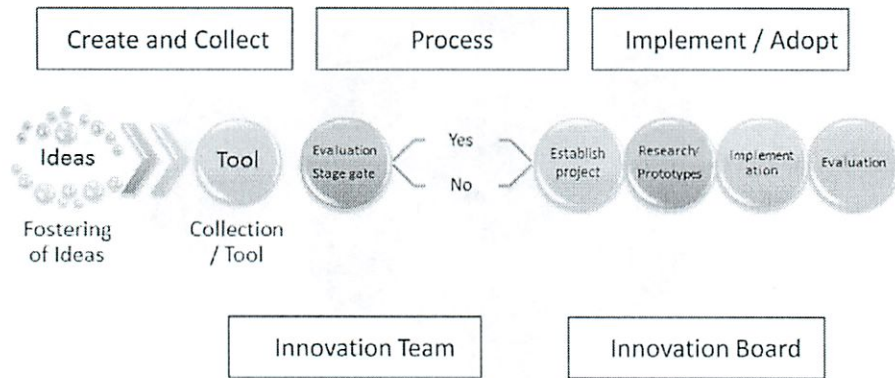 Create and Collect
Process
Implement / Adopt
Ideas
Tool
Evaluation
Stage gate
Yes
No
Establish
project
Research/
Prototypes
Implement
ation
Evaluation
Fostering
of Ideas
Collection
/ Tool
Innovation Team
Innovation Board